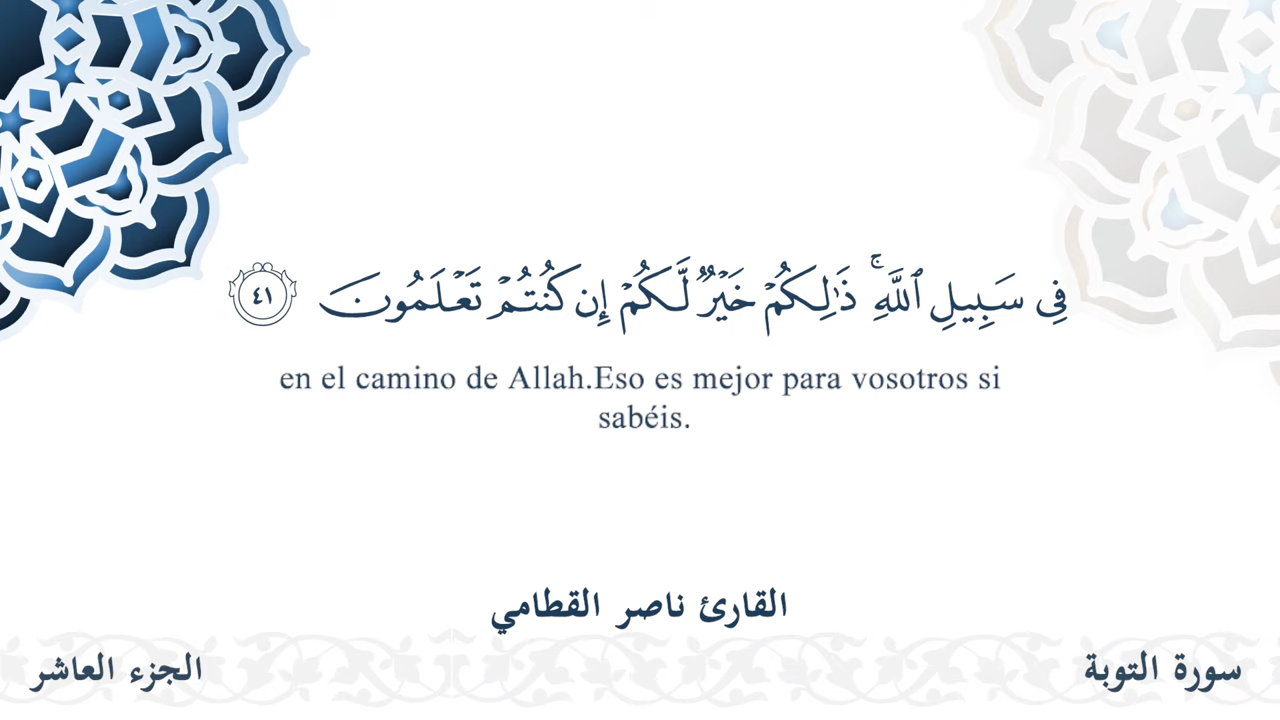 فِى سَبِيلِ ٱللَّهِ ۚ ذَٰلِكُمْ خَيْرٌ لَّكُمْ إِن كُنتُمْ تَعْلَمُونَ ٤١
en el camino de Allah.Eso es mejor para vosotros si
sabéis.
القارئ ناصر القطامي
سورة التوبة
الجزء العاشر